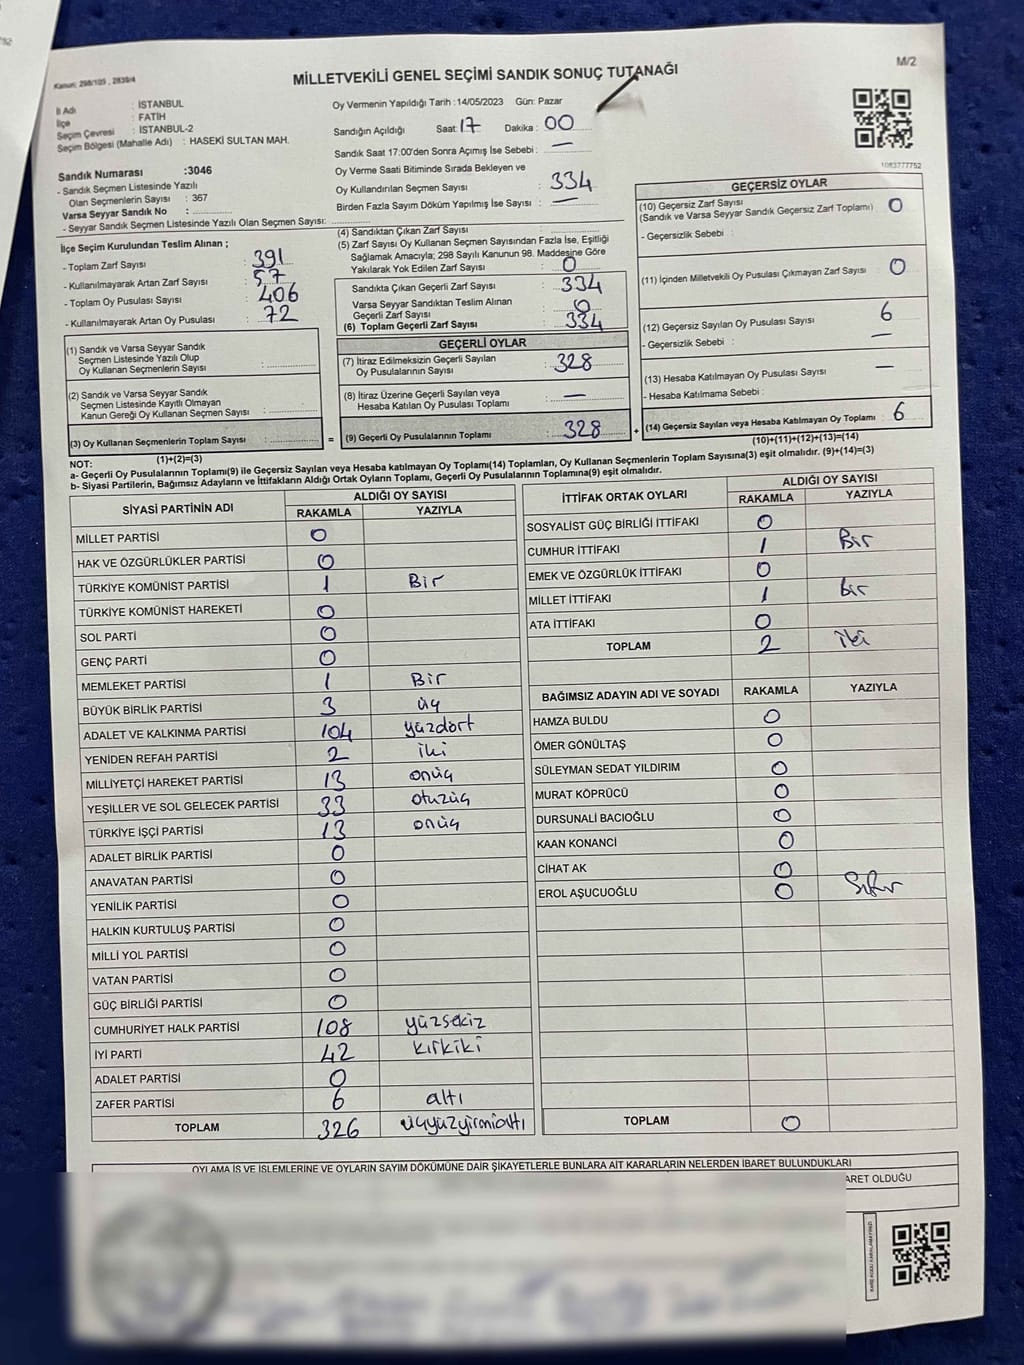 Kanun: 298/105 , 2839/4
M/2
MİLLETVEKİLİ GENEL SEÇİMİ SANDIK SONUÇ TUTANAĞI
İl Adı : İSTANBUL
İlçe : FATİH
Seçim Çevresi : İSTANBUL-2
Seçim Bölgesi (Mahalle Adı) : HASEKİ SULTAN MAH.
Oy Vermenin Yapıldığı Tarih :14/05/2023 Gün: Pazar
Sandığın Açıldığı Saat: 17 Dakika : 00
Sandık Saat 17:00'den Sonra Açımış İse Sebebi : —
Oy Verme Saati Bitiminde Sırada Bekleyen ve
Oy Kullandırılan Seçmen Sayısı : 334
Birden Fazla Sayım Döküm Yapılmış İse Sayısı : —
1083777752
Sandık Numarası :3046
- Sandık Seçmen Listesinde Yazılı
Olan Seçmenlerin Sayısı : 367
Varsa Seyyar Sandık No :
- Seyyar Sandık Seçmen Listesinde Yazılı Olan Seçmen Sayısı:
İlçe Seçim Kurulundan Teslim Alınan ;
- Toplam Zarf Sayısı : 391
- Kullanılmayarak Artan Zarf Sayısı : 57
- Toplam Oy Pusulası Sayısı : 406
- Kullanılmayarak Artan Oy Pusulası : 72
(4) Sandıktan Çıkan Zarf Sayısı :
(5) Zarf Sayısı Oy Kullanan Seçmen Sayısından Fazla İse, Eşitliği
Sağlamak Amacıyla; 298 Sayılı Kanunun 98. Maddesine Göre
Yakılarak Yok Edilen Zarf Sayısı : 0
Sandıkta Çıkan Geçerli Zarf Sayısı : 334
Varsa Seyyar Sandıktan Teslim Alınan
Geçerli Zarf Sayısı : 0
(6) Toplam Geçerli Zarf Sayısı : 334
GEÇERSİZ OYLAR
(10) Geçersiz Zarf Sayısı : 0
(Sandık ve Varsa Seyyar Sandık Geçersiz Zarf Toplamı)
- Geçersizlik Sebebi :
(11) İçinden Milletvekili Oy Pusulası Çıkmayan Zarf Sayısı : 0
(12) Geçersiz Sayılan Oy Pusulası Sayısı : 6
- Geçersizlik Sebebi : —
(13) Hesaba Katılmayan Oy Pusulası Sayısı : —
- Hesaba Katılmama Sebebi :
(14) Geçersiz Sayılan veya Hesaba Katılmayan Oy Toplamı : 6
(10)+(11)+(12)+(13)=(14)
(1) Sandık ve Varsa Seyyar Sandık
Seçmen Listesinde Yazılı Olup
Oy Kullanan Seçmenlerin Sayısı :
(2) Sandık ve Varsa Seyyar Sandık
Seçmen Listesinde Kayıtlı Olmayan
Kanun Gereği Oy Kullanan Seçmen Sayısı :
(3) Oy Kullanan Seçmenlerin Toplam Sayısı : =
(1)+(2)=(3)
GEÇERLİ OYLAR
(7) İtiraz Edilmeksizin Geçerli Sayılan
Oy Pusulalarının Sayısı : 328
(8) İtiraz Üzerine Geçerli Sayılan veya
Hesaba Katılan Oy Pusulası Toplamı : —
(9) Geçerli Oy Pusulalarının Toplamı : 328 +
NOT:
a- Geçerli Oy Pusulalarının Toplamı(9) ile Geçersiz Sayılan veya Hesaba katılmayan Oy Toplamı(14) Toplamları, Oy Kullanan Seçmenlerin Toplam Sayısına(3) eşit olmalıdır. (9)+(14)=(3)
b- Siyasi Partilerin, Bağımsız Adayların ve İttifakların Aldığı Ortak Oyların Toplamı, Geçerli Oy Pusulalarının Toplamına(9) eşit olmalıdır.
SİYASİ PARTİNİN ADI ALDIĞI OY SAYISI
RAKAMLA YAZIYLA
MİLLET PARTİSİ 0
HAK VE ÖZGÜRLÜKLER PARTİSİ 0
TÜRKİYE KOMÜNİST PARTİSİ 1 Bir
TÜRKİYE KOMÜNİST HAREKETİ 0
SOL PARTİ 0
GENÇ PARTİ 0
MEMLEKET PARTİSİ 1 Bir
BÜYÜK BİRLİK PARTİSİ 3 üç
ADALET VE KALKINMA PARTİSİ 104 yüzdört
YENİDEN REFAH PARTİSİ 2 iki
MİLLİYETÇİ HAREKET PARTİSİ 13 onüç
YEŞİLLER VE SOL GELECEK PARTİSİ 33 otuzüç
TÜRKİYE İŞÇİ PARTİSİ 13 onüç
ADALET BİRLİK PARTİSİ 0
ANAVATAN PARTİSİ 0
YENİLİK PARTİSİ 0
HALKIN KURTULUŞ PARTİSİ 0
MİLLİ YOL PARTİSİ 0
VATAN PARTİSİ 0
GÜÇ BİRLİĞİ PARTİSİ 0
CUMHURİYET HALK PARTİSİ 108 yüzsekiz
İYİ PARTİ 42 kırkiki
ADALET PARTİSİ 0
ZAFER PARTİSİ 6 altı
TOPLAM 326 üçyüzyirmialtı
İTTİFAK ORTAK OYLARI ALDIĞI OY SAYISI
RAKAMLA YAZIYLA
SOSYALİST GÜÇ BİRLİĞİ İTTİFAKI 0
CUMHUR İTTİFAKI 1 Bir
EMEK VE ÖZGÜRLÜK İTTİFAKI 0
MİLLET İTTİFAKI 1 bir
ATA İTTİFAKI 0
TOPLAM 2 iki
BAĞIMSIZ ADAYIN ADI VE SOYADI RAKAMLA YAZIYLA
HAMZA BULDU 0
ÖMER GÖNÜLTAŞ 0
SÜLEYMAN SEDAT YILDIRIM 0
MURAT KÖPRÜCÜ 0
DURSUNALİ BACIOĞLU 0
KAAN KONANCİ 0
CİHAT AK 0
EROL AŞUCUOĞLU 0 Sıfır
TOPLAM 0
OYLAMA İŞ VE İŞLEMLERİNE VE OYLARIN SAYIM DÖKÜMÜNE DAİR ŞİKAYETLERLE BUNLARA AİT KARARLARIN NELERDEN İBARET BULUNDUKLARI
ARET OLDUĞU